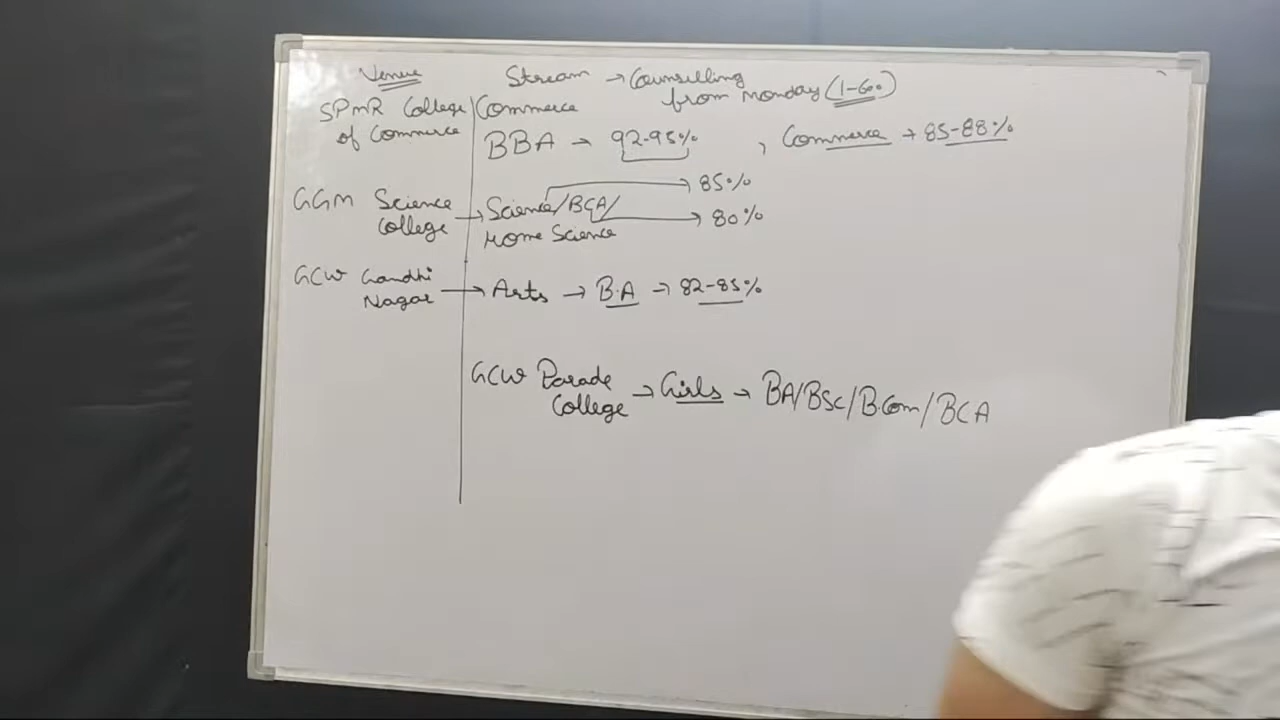 Venue Stream → Counselling
from Monday (1-60)
SPMR College Commerce
of Commerce
BBA → 92-95% , Commerce → 85-88%
GGM Science College → Science/BCA/ → 85%
Home Science → 80%
GCW Gandhi
Nagar → Arts → B.A → 82-85%
GCW Parade
College → Girls → BA/BSc/B.Com/BCA